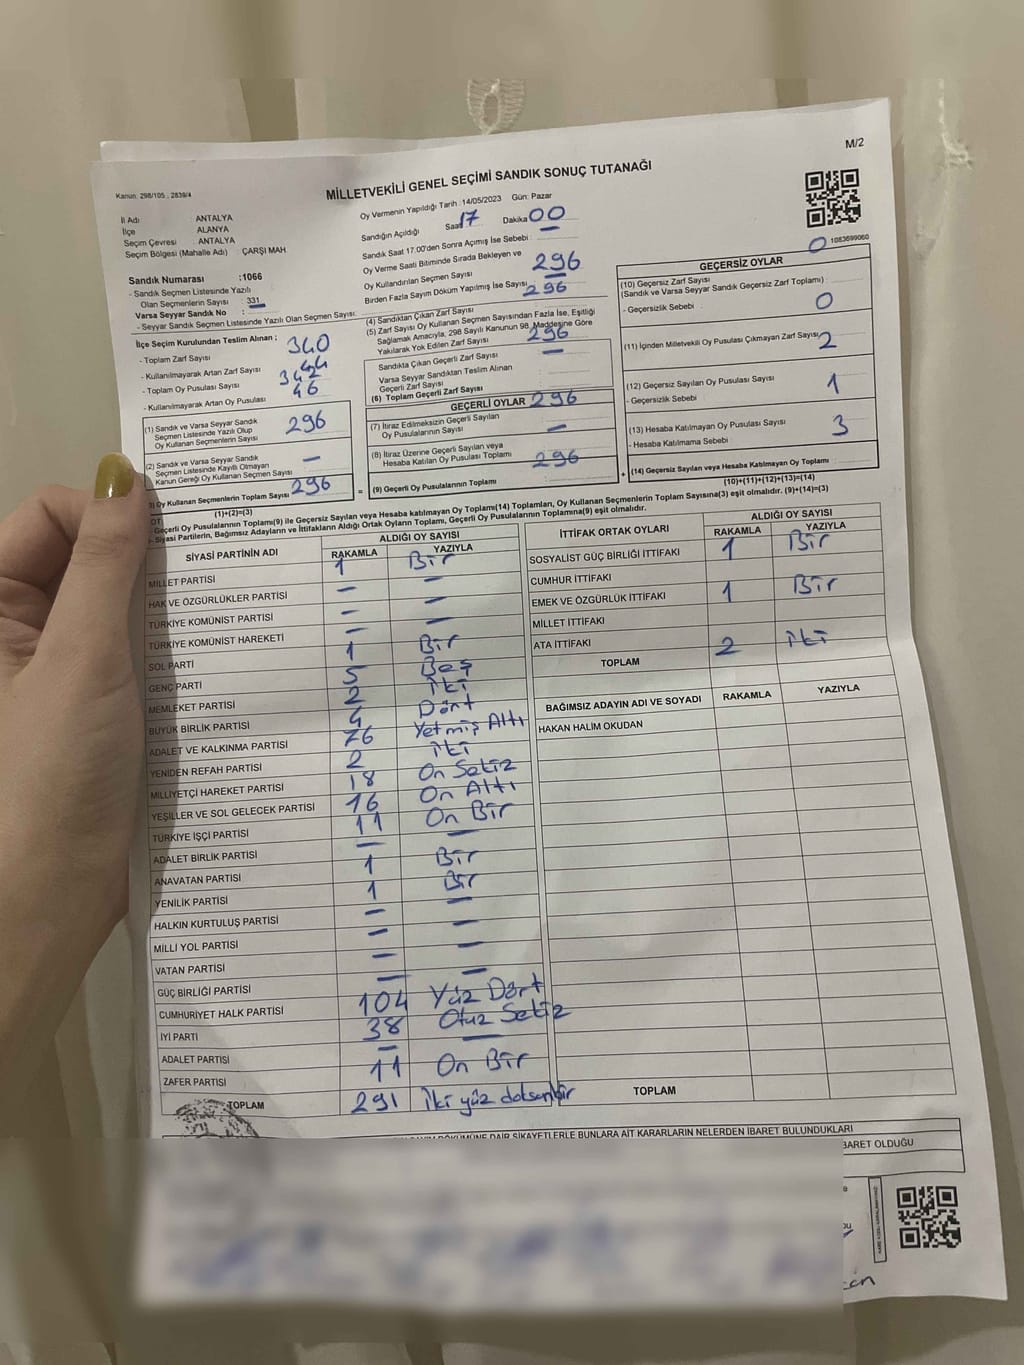 M/2
Kanun: 298/105 , 2839/4
MİLLETVEKİLİ GENEL SEÇİMİ SANDIK SONUÇ TUTANAĞI
1083699060
İl Adı ANTALYA
İlçe ALANYA
Seçim Çevresi : ANTALYA
Seçim Bölgesi (Mahalle Adı) ÇARŞI MAH
Sandık Numarası :1066
- Sandık Seçmen Listesinde Yazılı
Olan Seçmenlerin Sayısı : 331
Varsa Seyyar Sandık No :
- Seyyar Sandık Seçmen Listesinde Yazılı Olan Seçmen Sayısı:
Oy Vermenin Yapıldığı Tarih : 14/05/2023 Gün: Pazar
Sandığın Açıldığı Saat 17 Dakika 00
Sandık Saat 17:00'den Sonra Açımış İse Sebebi :
Oy Verme Saati Bitiminde Sırada Bekleyen ve
Oy Kullandırılan Seçmen Sayısı 296
Birden Fazla Sayım Döküm Yapılmış İse Sayısı 296
İlçe Seçim Kurulundan Teslim Alınan ;
- Toplam Zarf Sayısı 340
- Kullanılmayarak Artan Zarf Sayısı 44
- Toplam Oy Pusulası Sayısı 342
- Kullanılmayarak Artan Oy Pusulası 46
(1) Sandık ve Varsa Seyyar Sandık
Seçmen Listesinde Yazılı Olup
Oy Kullanan Seçmenlerin Sayısı 296
(2) Sandık ve Varsa Seyyar Sandık
Seçmen Listesinde Kayıtlı Olmayan
Kanun Gereği Oy Kullanan Seçmen Sayısı —
Oy Kullanan Seçmenlerin Toplam Sayısı 296
(1)+(2)=(3)
(4) Sandıktan Çıkan Zarf Sayısı
(5) Zarf Sayısı Oy Kullanan Seçmen Sayısından Fazla İse, Eşitliği
Sağlamak Amacıyla, 298 Sayılı Kanunun 98. Maddesine Göre
Yakılarak Yok Edilen Zarf Sayısı
Sandıkta Çıkan Geçerli Zarf Sayısı 296
Varsa Seyyar Sandıktan Teslim Alınan
Geçerli Zarf Sayısı —
(6) Toplam Geçerli Zarf Sayısı
GEÇERLİ OYLAR 296
(7) İtiraz Edilmeksizin Geçerli Sayılan
Oy Pusulalarının Sayısı —
(8) İtiraz Üzerine Geçerli Sayılan veya
Hesaba Katılan Oy Pusulası Toplamı 296
= (9) Geçerli Oy Pusulalarının Toplamı
GEÇERSİZ OYLAR 0
(10) Geçersiz Zarf Sayısı
(Sandık ve Varsa Seyyar Sandık Geçersiz Zarf Toplamı)
- Geçersizlik Sebebi : 0
(11) İçinden Milletvekili Oy Pusulası Çıkmayan Zarf Sayısı 2
(12) Geçersiz Sayılan Oy Pusulası Sayısı
- Geçersizlik Sebebi 1
(13) Hesaba Katılmayan Oy Pusulası Sayısı
- Hesaba Katılmama Sebebi : 3
+ (14) Geçersiz Sayılan veya Hesaba Katılmayan Oy Toplamı
(10)+(11)+(12)+(13)=(14)
Geçerli Oy Pusulalarının Toplamı(9) ile Geçersiz Sayılan veya Hesaba katılmayan Oy Toplam(14) Toplamları, Oy Kullanan Seçmenlerin Toplam Sayısına(3) eşit olmalıdır. (9)+(14)=(3)
- Siyasi Partilerin, Bağımsız Adayların ve İttifakların Aldığı Ortak Oyların Toplamı, Geçerli Oy Pusulalarının Toplamına(9) eşit olmalıdır.
SİYASİ PARTİNİN ADI ALDIĞI OY SAYISI
RAKAMLA YAZIYLA
MİLLET PARTİSİ 1 Bir
HAK VE ÖZGÜRLÜKLER PARTİSİ — —
TÜRKİYE KOMÜNİST PARTİSİ — —
TÜRKİYE KOMÜNİST HAREKETİ — —
SOL PARTİ 1 Bir
GENÇ PARTİ 5 Beş
MEMLEKET PARTİSİ 2 İki
BÜYÜK BİRLİK PARTİSİ 4 Dört
ADALET VE KALKINMA PARTİSİ 76 Yetmiş Altı
YENİDEN REFAH PARTİSİ 2 İki
MİLLİYETÇİ HAREKET PARTİSİ 18 On Sekiz
YEŞİLLER VE SOL GELECEK PARTİSİ 16 On Altı
TÜRKİYE İŞÇİ PARTİSİ 11 On Bir
ADALET BİRLİK PARTİSİ — —
ANAVATAN PARTİSİ 1 Bir
YENİLİK PARTİSİ 1 Bir
HALKIN KURTULUŞ PARTİSİ — —
MİLLİ YOL PARTİSİ — —
VATAN PARTİSİ — —
GÜÇ BİRLİĞİ PARTİSİ — —
CUMHURİYET HALK PARTİSİ 104 Yüz Dört
İYİ PARTİ 38 Otuz Sekiz
ADALET PARTİSİ — —
ZAFER PARTİSİ 11 On Bir
TOPLAM 291 İki yüz doksanbir
İTTİFAK ORTAK OYLARI ALDIĞI OY SAYISI
RAKAMLA YAZIYLA
SOSYALİST GÜÇ BİRLİĞİ İTTİFAKI 1 Bir
CUMHUR İTTİFAKI
EMEK VE ÖZGÜRLÜK İTTİFAKI 1 Bir
MİLLET İTTİFAKI
ATA İTTİFAKI
TOPLAM 2 iki
BAĞIMSIZ ADAYIN ADI VE SOYADI RAKAMLA YAZIYLA
HAKAN HALİM OKUDAN
TOPLAM
DÖKÜMÜNE DAİR ŞİKAYETLERLE BUNLARA AİT KARARLARIN NELERDEN İBARET BULUNDUKLARI
BARET OLDUĞU